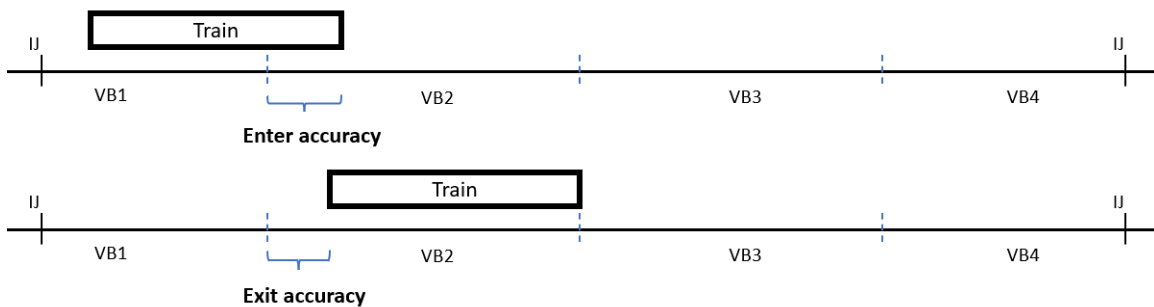 Train
IJ IJ
VB1 VB2 VB3 VB4
Enter accuracy
Train
IJ IJ
VB1 VB2 VB3 VB4
Exit accuracy